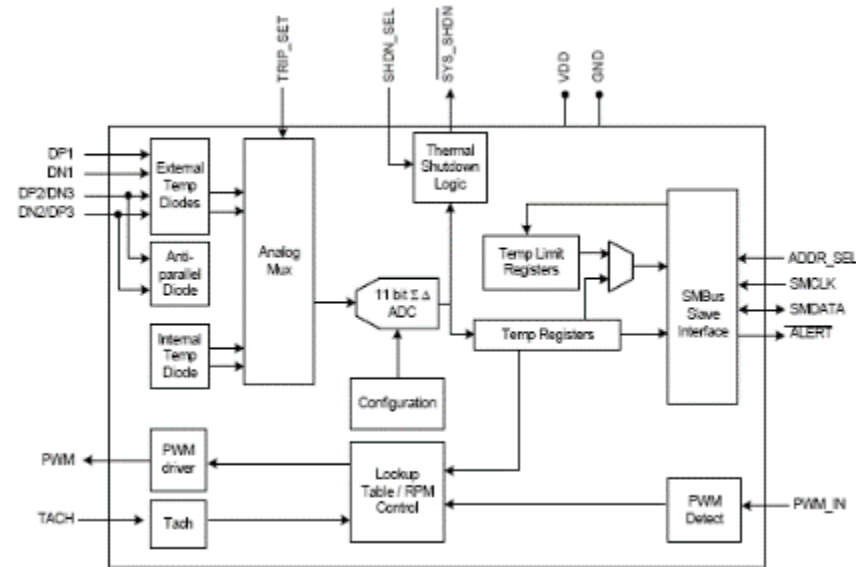 TRIP_SET
SHDN_SEL
SYS_SHDN
VDD
GND
DP1
DN1
DP2/DN3
DN2/DP3
External
Temp
Diodes
Anti-
parallel
Diode
Internal
Temp
Diode
Analog
Mux
Thermal
Shutdown
Logic
11 bit Σ Δ
ADC
Configuration
Temp Limit
Registers
Temp Registers
SMBus
Slave
Interface
ADDR_SEL
SMCLK
SMDATA
ALERT
PWM
PWM
driver
Lookup
Table / RPM
Control
PWM
Detect
PWM_IN
TACH
Tach